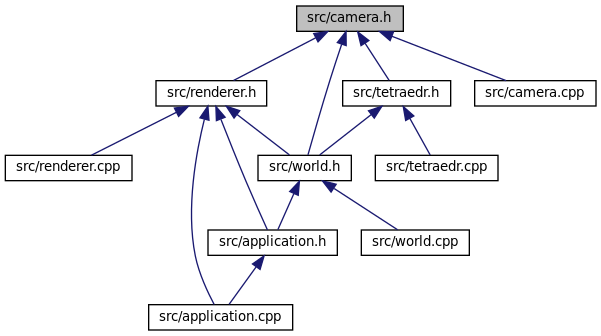 src/camera.h
src/renderer.h
src/tetraedr.h
src/camera.cpp
src/renderer.cpp
src/world.h
src/tetraedr.cpp
src/application.h
src/world.cpp
src/application.cpp